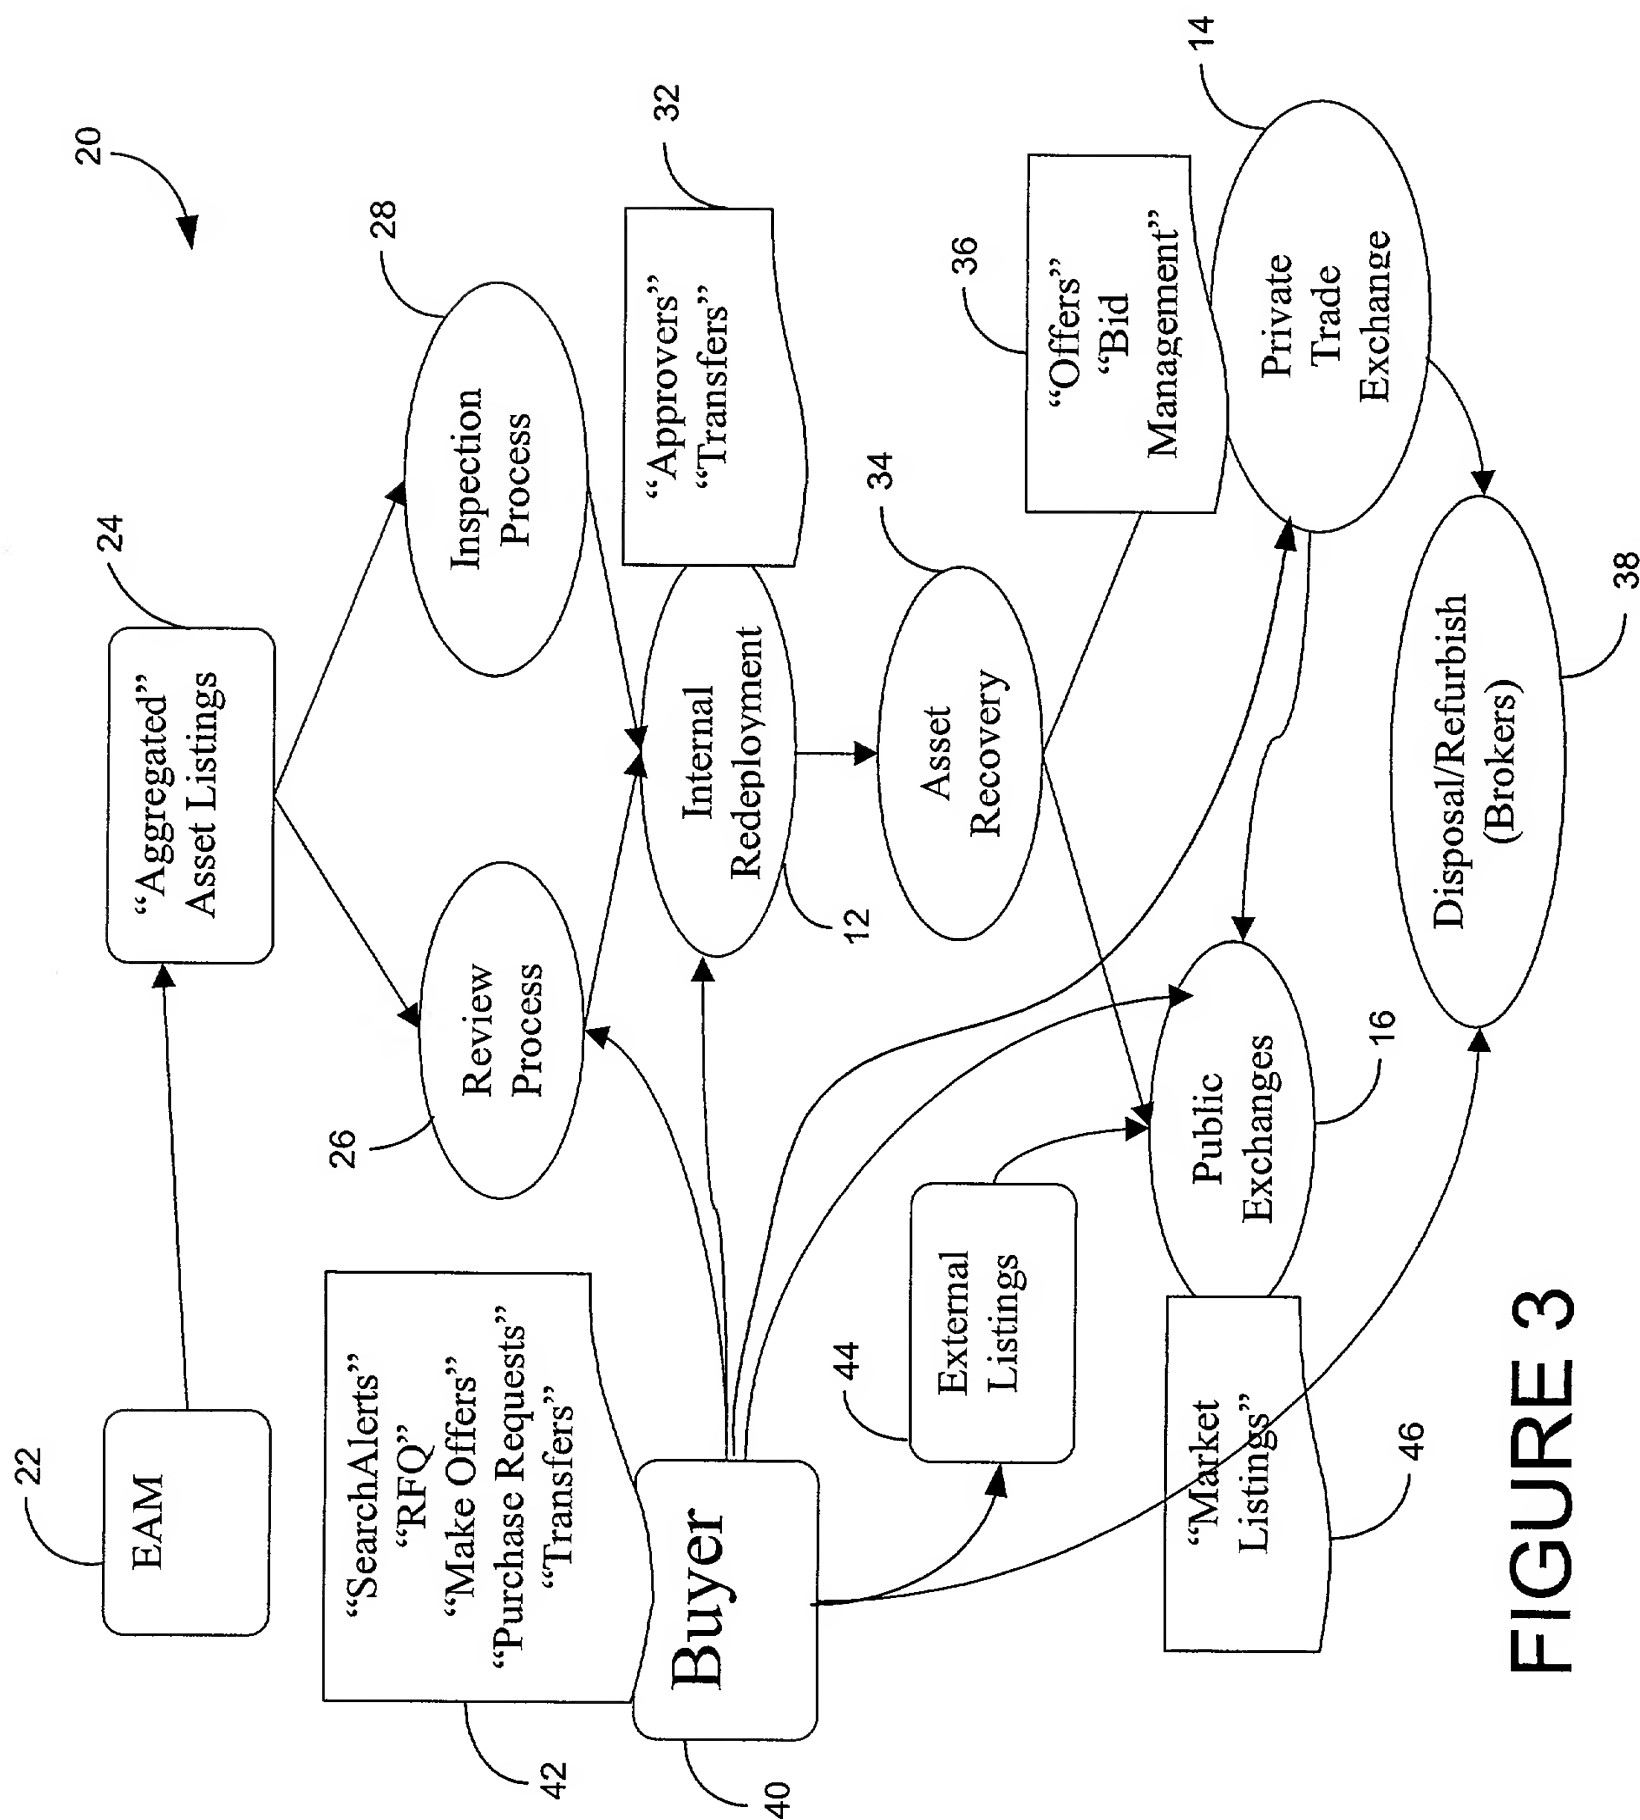 20
22
EAM
24
“Aggregated”
Asset Listings
26
Review
Process
28
Inspection
Process
“SearchAlerts”
“RFQ”
“Make Offers”
“Purchase Requests”
“Transfers”
42
Buyer
40
Internal
Redeployment
12
“Approvers”
“Transfers”
32
Asset
Recovery
34
44
External
Listings
36
“Offers”
“Bid
Management”
14
Private
Trade
Exchange
Public
Exchanges
16
“Market
Listings”
46
Disposal/Refurbish
(Brokers)
38
FIGURE 3